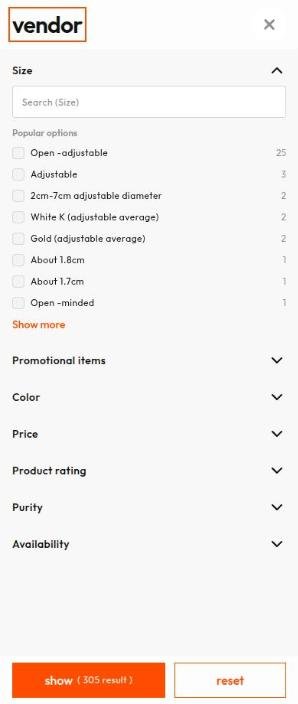 vendor
Size
Search (Size)
Popular options
Open -adjustable 25
Adjustable 3
2cm-7cm adjustable diameter 2
White K (adjustable average) 2
Gold (adjustable average) 2
About 1.8cm 1
About 1.7cm 1
Open -minded 1
Show more
Promotional items
Color
Price
Product rating
Purity
Availability
show ( 305 result ) reset